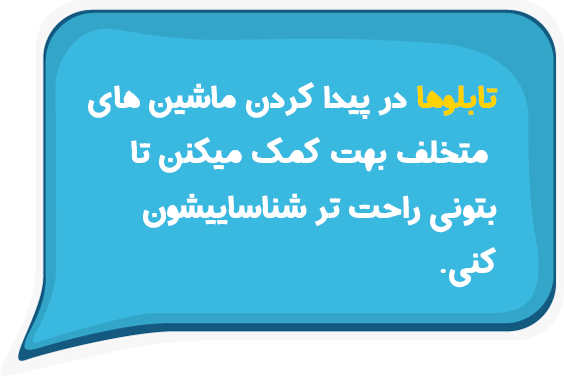 تابلوها در پیدا کردن ماشین های
متخلف بهت کمک میکنن تا
بتونی راحت تر شناساییشون
کنی.